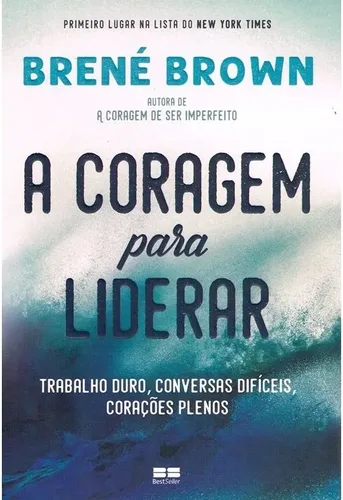 PRIMEIRO LUGAR NA LISTA DO NEW YORK TIMES
BRENÉ BROWN
AUTORA DE
A CORAGEM DE SER IMPERFEITO
A CORAGEM
para
LIDERAR
TRABALHO DURO, CONVERSAS DIFÍCEIS,
CORAÇÕES PLENOS
BestSeller